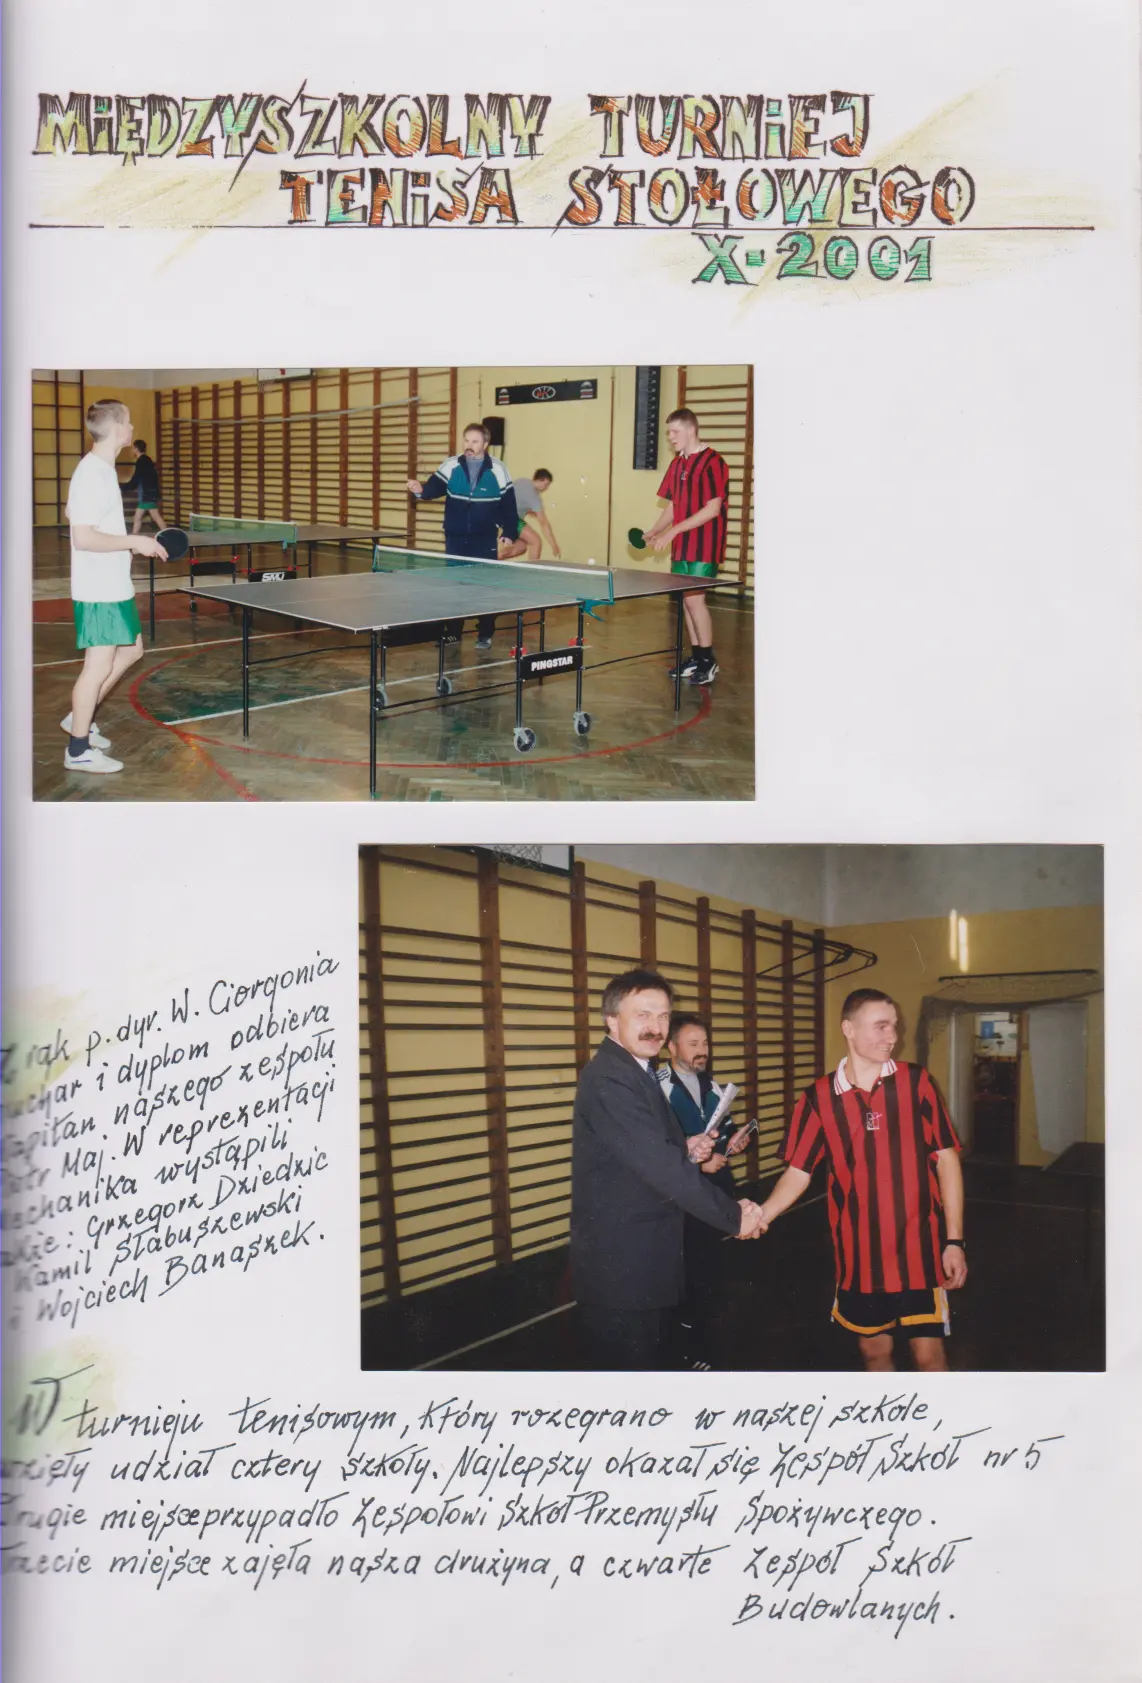 MIĘDZYSZKOLNY TURNIEJ
TENISA STOŁOWEGO
X-2001
SMJ
PINGSTAR
Z rąk p. dyr. W. Ciorgonia
puchar i dyplom odbiera
kapitan naszego zespołu
Piotr Maj. W reprezentacji
Mechanika wystąpili
także: Grzegorz Dziedzic
Kamil Słabuszewski
i Wojciech Banaszek.
W turnieju tenisowym, który rozegrano w naszej szkole,
wzięły udział cztery szkoły. Najlepszy okazał się Zespół Szkół nr 5
Drugie miejsce przypadło Zespołowi Szkół Przemysłu Spożywczego.
Trzecie miejsce zajęła nasza drużyna, a czwarte Zespół Szkół
Budowlanych.